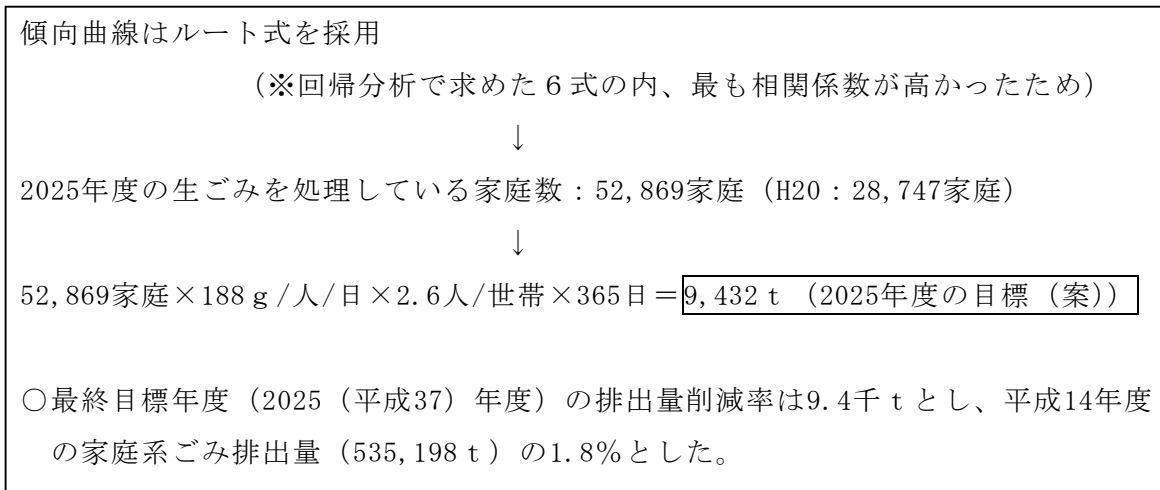 傾向曲線はルート式を採用
（※回帰分析で求めた６式の内、最も相関係数が高かったため）
↓
2025年度の生ごみを処理している家庭数：52,869家庭（H20：28,747家庭）
↓
52,869家庭×188ｇ/人/日×2.6人/世帯×365日＝9,432ｔ（2025年度の目標（案））
○最終目標年度（2025（平成37）年度）の排出量削減率は9.4千ｔとし、平成14年度
の家庭系ごみ排出量（535,198ｔ）の1.8％とした。